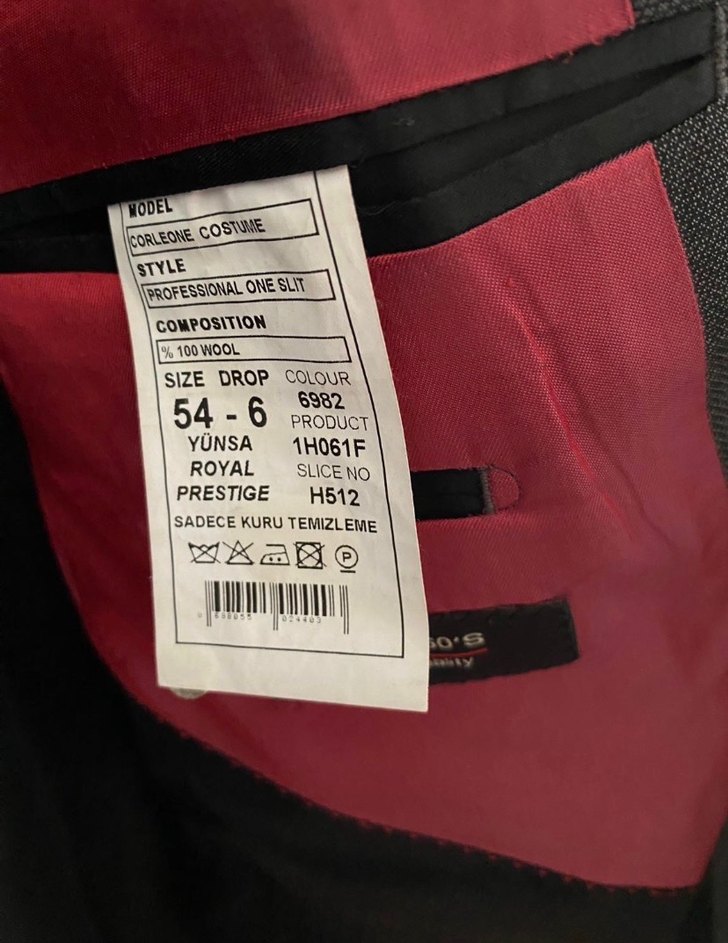 MODEL
CORLEONE COSTUME
STYLE
PROFESSIONAL ONE SLIT
COMPOSITION
% 100 WOOL
SIZE DROP COLOUR
54 - 6 6982
PRODUCT
YÜNSA 1H061F
ROYAL SLICE NO
PRESTIGE H512
SADECE KURU TEMIZLEME
P